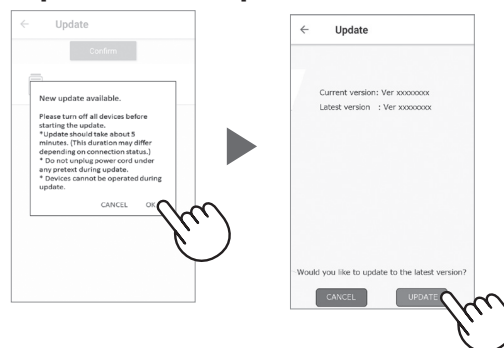 ← Update
Confirm
New update available.
Please turn off all devices before
starting the update.
*Update should take about 5
minutes. (This duration may differ
depending on connection status.)
* Do not unplug power cord under
any pretext during update.
* Devices cannot be operated during
update.
CANCEL OK
← Update
Current version: Ver xxxxxxxx
Latest version : Ver xxxxxxxx
Would you like to update to the latest version?
CANCEL UPDATE